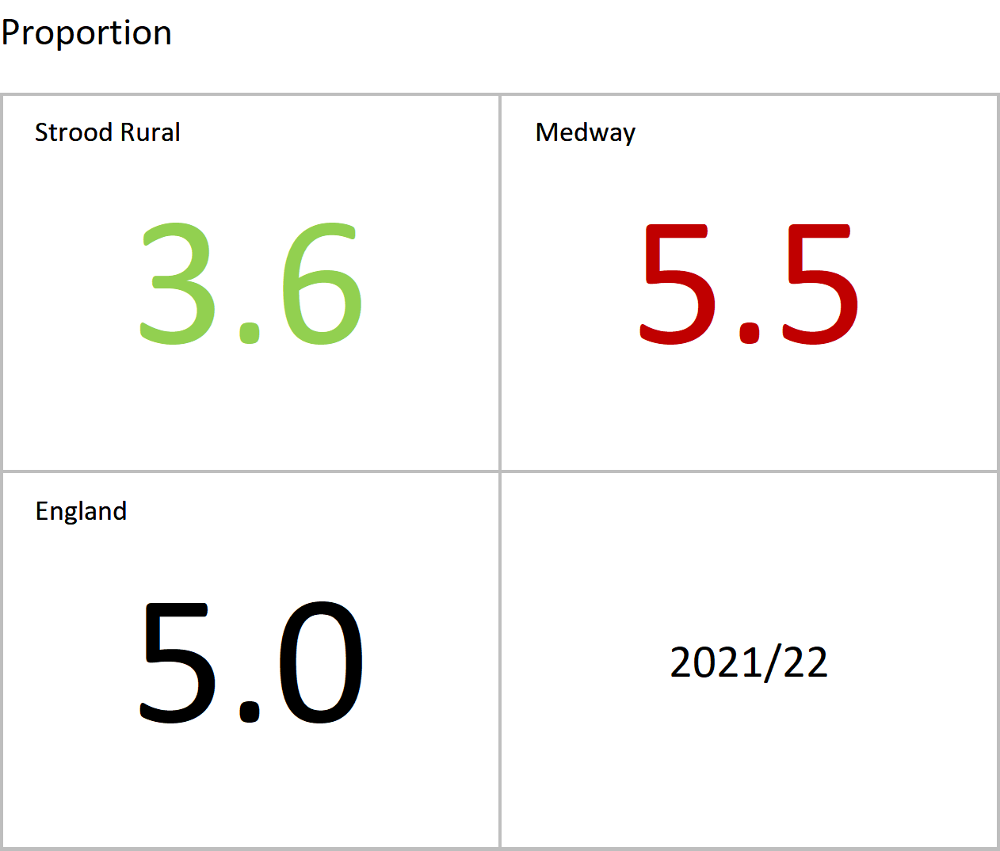 Proportion
Strood Rural
3.6
Medway
5.5
England
5.0
2021/22